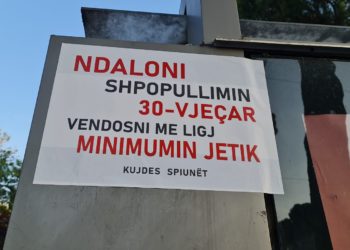 NDALONI
SHPOPULLIMIN
30-VJEÇAR
VENDOSNI ME LIGJ
MINIMUMIN JETIK
KUJDES SPIUNËT